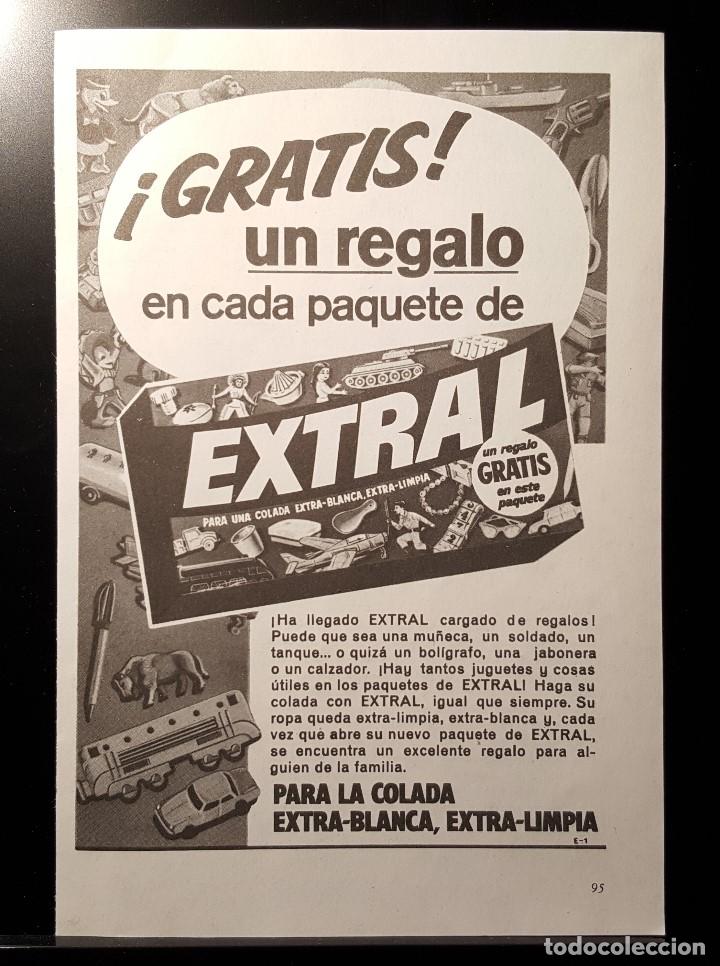 ¡GRATIS!
un regalo
en cada paquete de
EXTRAL
PARA UNA COLADA EXTRA-BLANCA, EXTRA-LIMPIA
un regalo
GRATIS
en este
paquete
¡Ha llegado EXTRAL cargado de regalos!
Puede que sea una muñeca, un soldado, un
tanque... o quizá un bolígrafo, una jabonera
o un calzador. ¡Hay tantos juguetes y cosas
útiles en los paquetes de EXTRAL! Haga su
colada con EXTRAL, igual que siempre. Su
ropa queda extra-limpia, extra-blanca y, cada
vez que abre su nuevo paquete de EXTRAL,
se encuentra un excelente regalo para al-
guien de la familia.
PARA LA COLADA
EXTRA-BLANCA, EXTRA-LIMPIA
E-1
95
todocoleccion.net